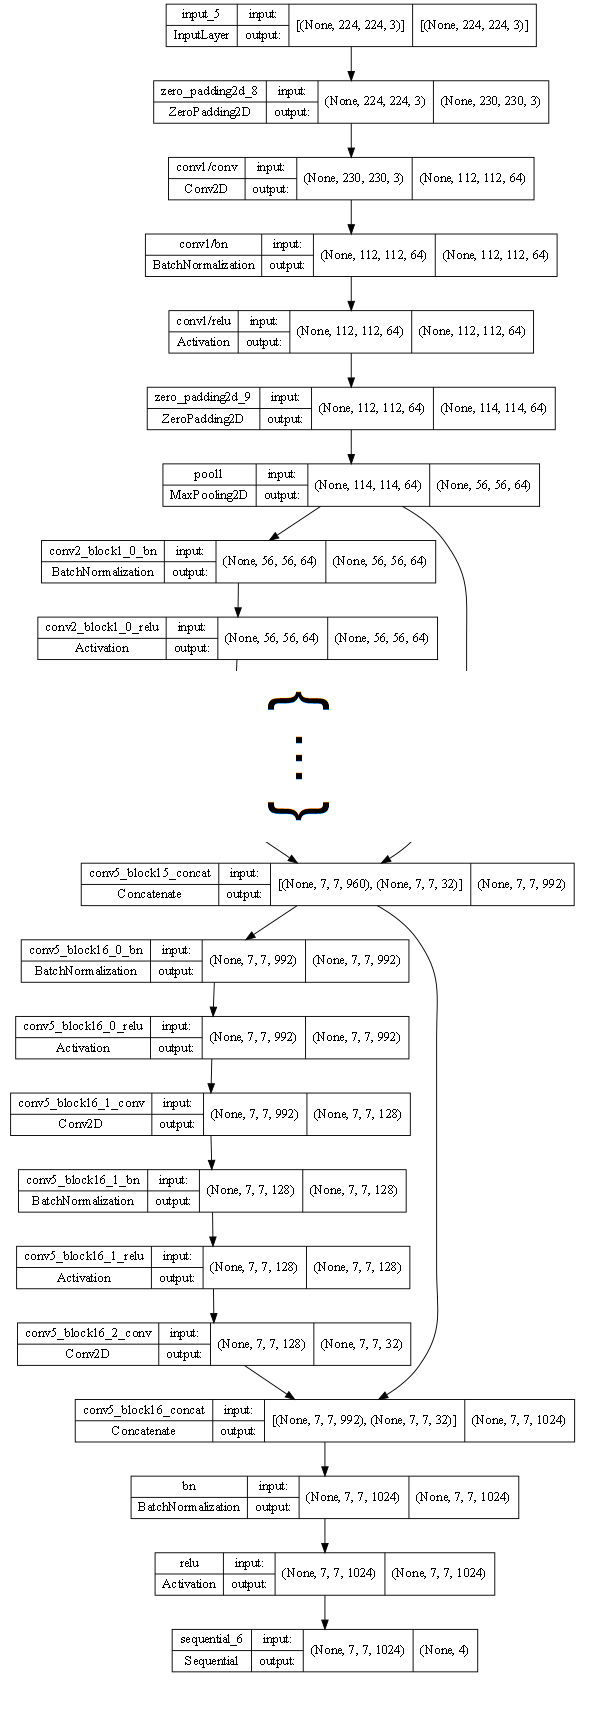 input_5 input: [(None, 224, 224, 3)] [(None, 224, 224, 3)]
InputLayer output:
zero_padding2d_8 input: (None, 224, 224, 3) (None, 230, 230, 3)
ZeroPadding2D output:
conv1/conv input: (None, 230, 230, 3) (None, 112, 112, 64)
Conv2D output:
conv1/bn input: (None, 112, 112, 64) (None, 112, 112, 64)
BatchNormalization output:
conv1/relu input: (None, 112, 112, 64) (None, 112, 112, 64)
Activation output:
zero_padding2d_9 input: (None, 112, 112, 64) (None, 114, 114, 64)
ZeroPadding2D output:
pool1 input: (None, 114, 114, 64) (None, 56, 56, 64)
MaxPooling2D output:
conv2_block1_0_bn input: (None, 56, 56, 64) (None, 56, 56, 64)
BatchNormalization output:
conv2_block1_0_relu input: (None, 56, 56, 64) (None, 56, 56, 64)
Activation output:
{
...
}
conv5_block15_concat input: [(None, 7, 7, 960), (None, 7, 7, 32)] (None, 7, 7, 992)
Concatenate output:
conv5_block16_0_bn input: (None, 7, 7, 992) (None, 7, 7, 992)
BatchNormalization output:
conv5_block16_0_relu input: (None, 7, 7, 992) (None, 7, 7, 992)
Activation output:
conv5_block16_1_conv input: (None, 7, 7, 992) (None, 7, 7, 128)
Conv2D output:
conv5_block16_1_bn input: (None, 7, 7, 128) (None, 7, 7, 128)
BatchNormalization output:
conv5_block16_1_relu input: (None, 7, 7, 128) (None, 7, 7, 128)
Activation output:
conv5_block16_2_conv input: (None, 7, 7, 128) (None, 7, 7, 32)
Conv2D output:
conv5_block16_concat input: [(None, 7, 7, 992), (None, 7, 7, 32)] (None, 7, 7, 1024)
Concatenate output:
bn input: (None, 7, 7, 1024) (None, 7, 7, 1024)
BatchNormalization output:
relu input: (None, 7, 7, 1024) (None, 7, 7, 1024)
Activation output:
sequential_6 input: (None, 7, 7, 1024) (None, 4)
Sequential output: